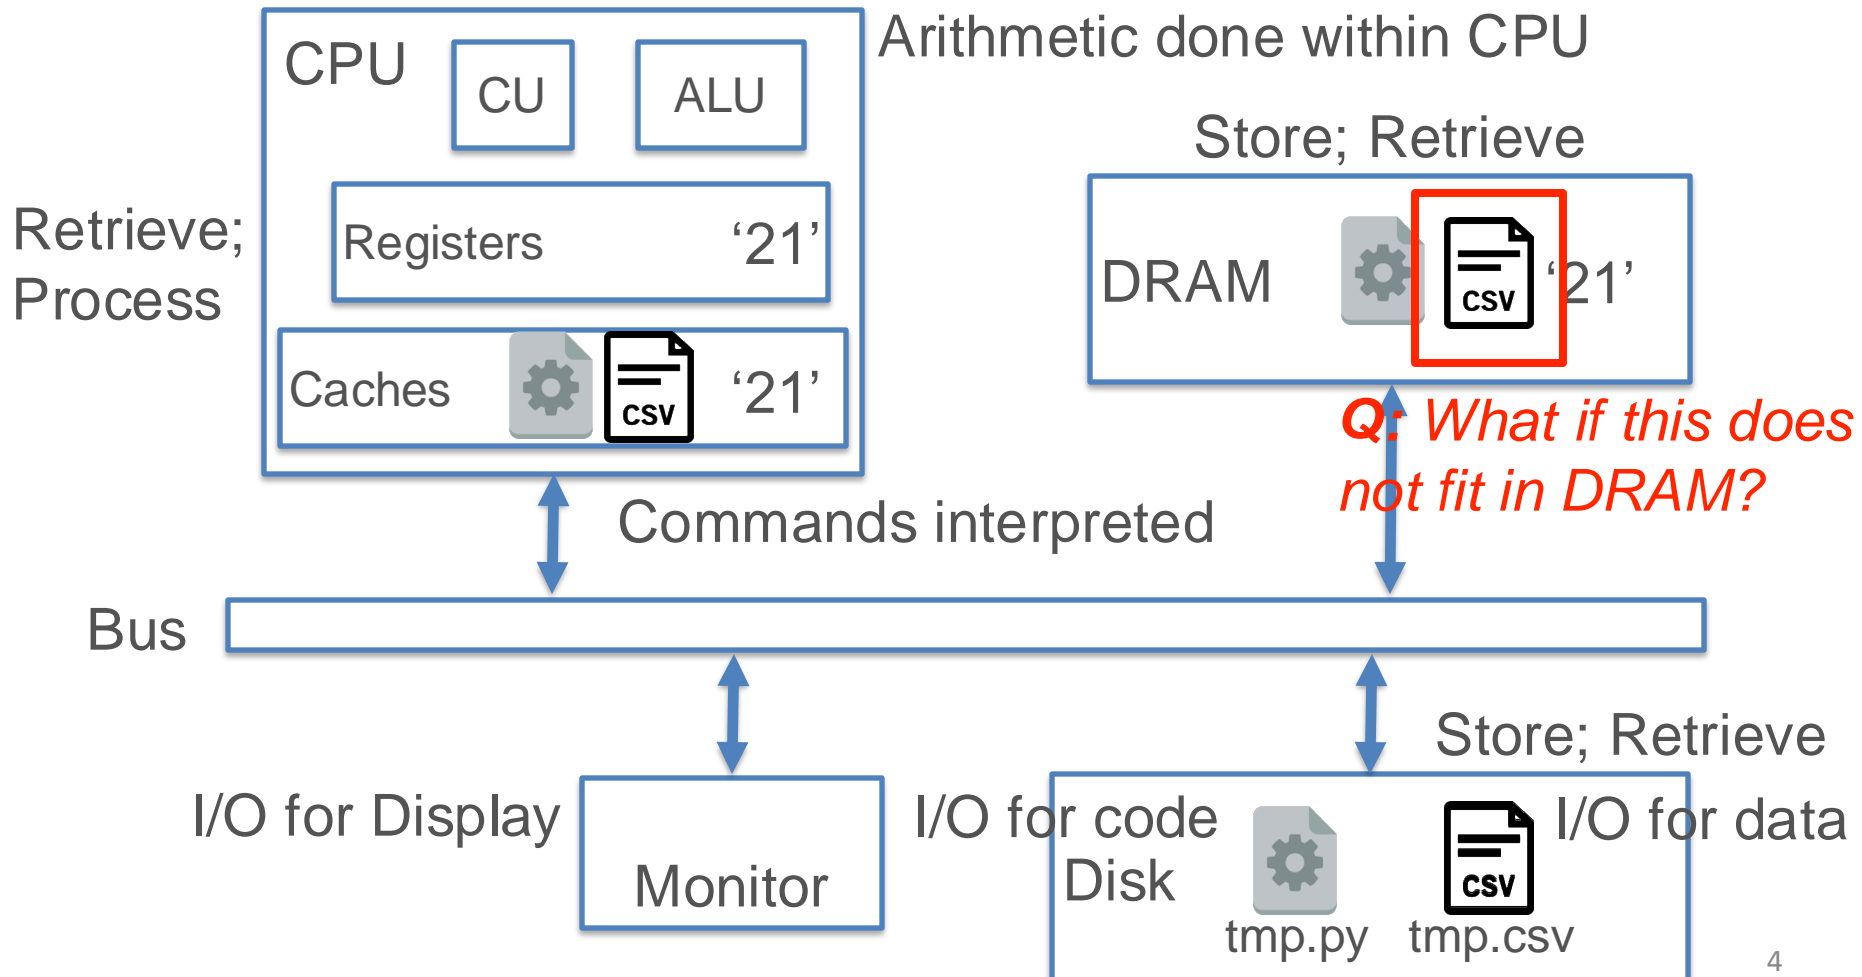 Arithmetic done within CPU
CPU
CU
ALU
Store; Retrieve
Retrieve;
Process
Registers
‘21’
DRAM
CSV
‘21’
Caches
CSV
‘21’
Q: What if this does
not fit in DRAM?
Commands interpreted
Bus
Store; Retrieve
I/O for Display
Monitor
I/O for code
I/O for data
Disk
CSV
tmp.py
tmp.csv
4